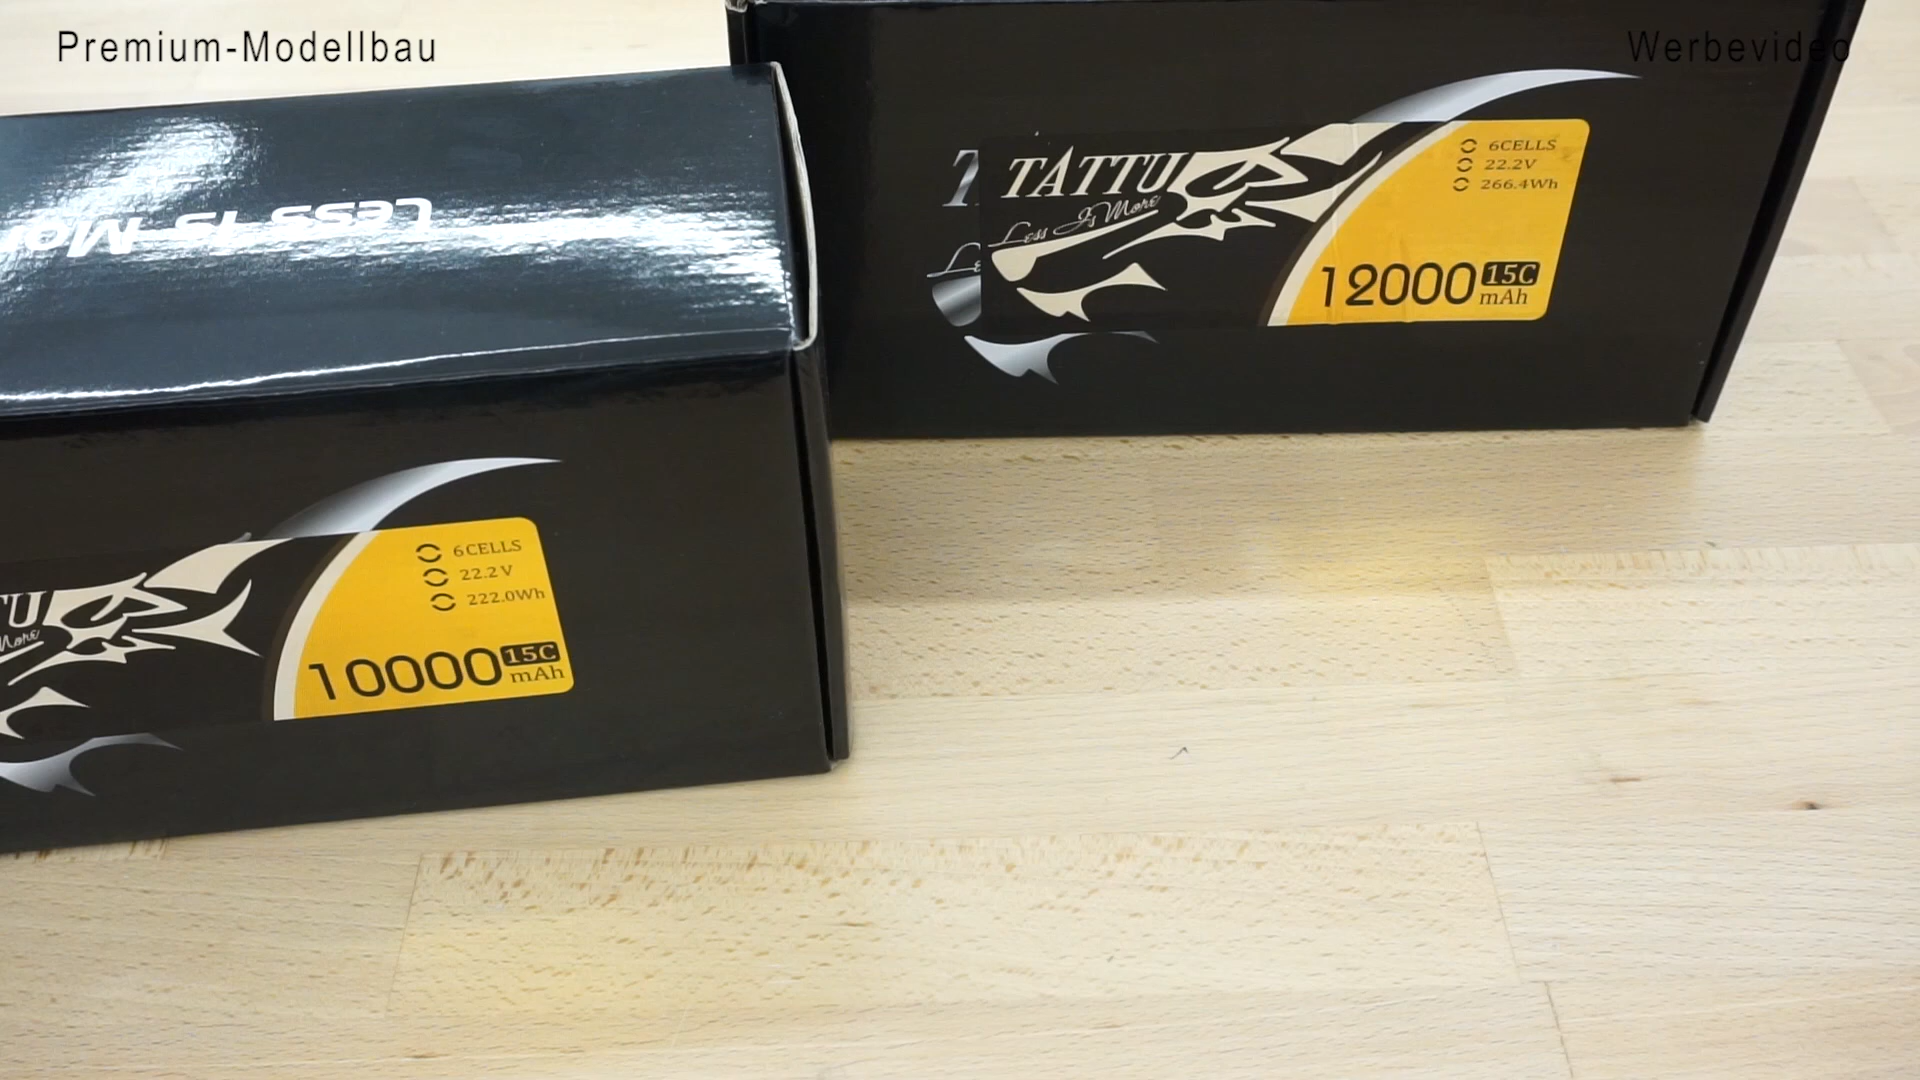 Premium-Modellbau
Werbevideo
TATTU
Less Is More
6CELLS
22.2V
266.4Wh
12000 15C
mAh
Less Is
6CELLS
22.2V
222.0Wh
10000 15C
mAh
More